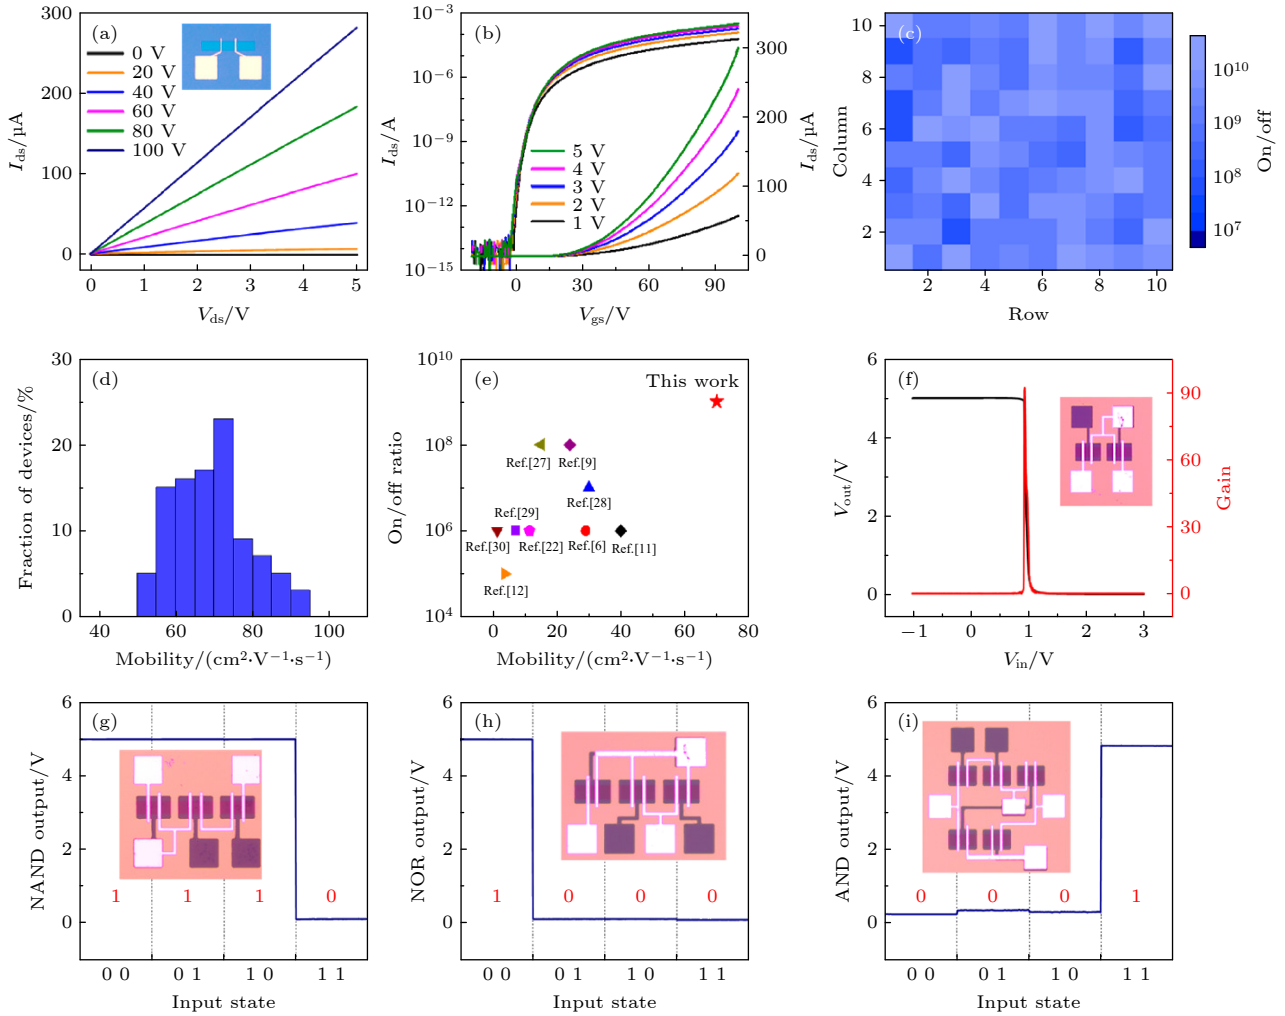 (a)
300
200
100
0
I_ds/μA
0 V
20 V
40 V
60 V
80 V
100 V
0 1 2 3 4 5
V_ds/V
(b)
10⁻³
10⁻⁶
10⁻⁹
10⁻¹²
10⁻¹⁵
I_ds/A
5 V
4 V
3 V
2 V
1 V
300
200
100
0
I_ds/μA
0 30 60 90
V_gs/V
(c)
10
8
6
4
2
Column
2 4 6 8 10
Row
10¹⁰
10⁹
10⁸
10⁷
On/off
(d)
30
20
10
0
Fraction of devices/%
40 60 80 100
Mobility/(cm²·V⁻¹·s⁻¹)
(e)
10¹⁰
10⁸
10⁶
10⁴
On/off ratio
This work
Ref.[27] Ref.[9]
Ref.[28]
Ref.[29]
Ref.[30] Ref.[22] Ref.[6] Ref.[11]
Ref.[12]
0 20 40 60 80
Mobility/(cm²·V⁻¹·s⁻¹)
(f)
6
4
2
0
V_out/V
90
60
30
0
Gain
−1 0 1 2 3
V_in/V
(g)
6
4
2
0
NAND output/V
1 1 1 0
0 0 0 1 1 0 1 1
Input state
(h)
6
4
2
0
NOR output/V
1 0 0 0
0 0 0 1 1 0 1 1
Input state
(i)
6
4
2
0
AND output/V
0 0 0 1
0 0 0 1 1 0 1 1
Input state